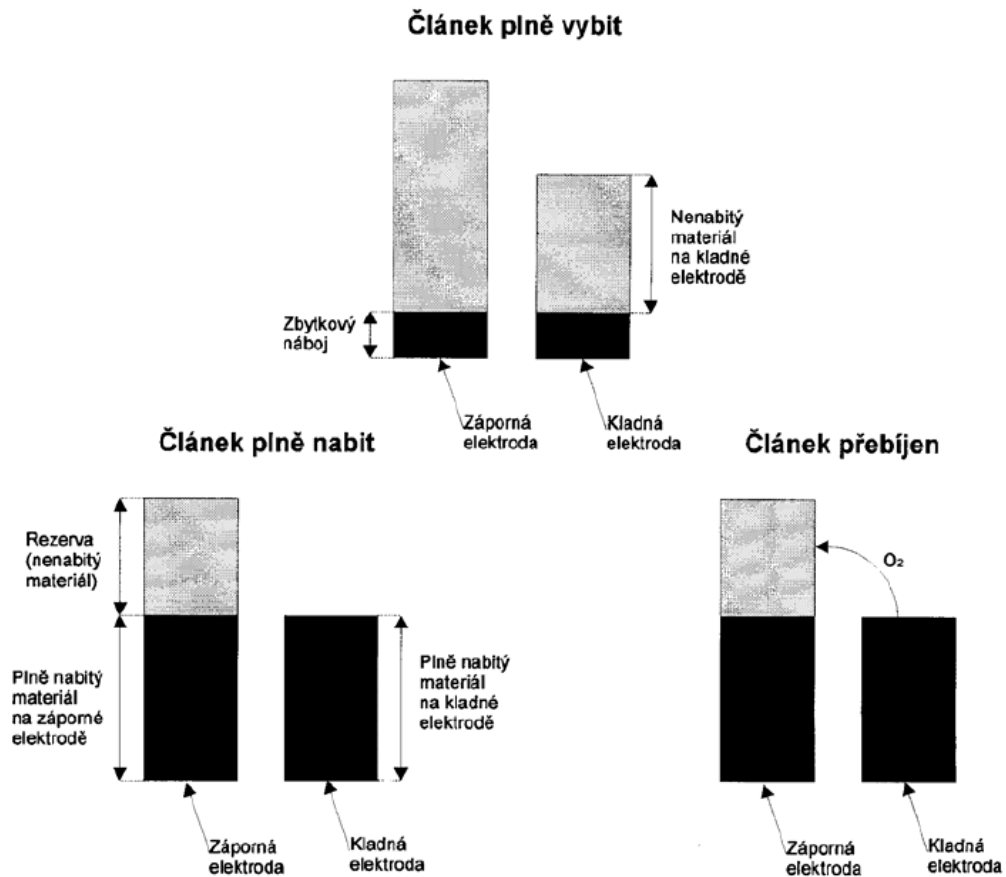 Článek plně vybit
Nenabitý
materiál
na kladné
elektrodě
Zbytkový
náboj
Záporná
elektroda
Kladná
elektroda
Článek plně nabit
Rezerva
(nenabitý
materiál)
Plně nabitý
materiál
na záporné
elektrodě
Plně nabitý
materiál
na kladné
elektrodě
Záporná
elektroda
Kladná
elektroda
Článek přebíjen
O₂
Záporná
elektroda
Kladná
elektroda